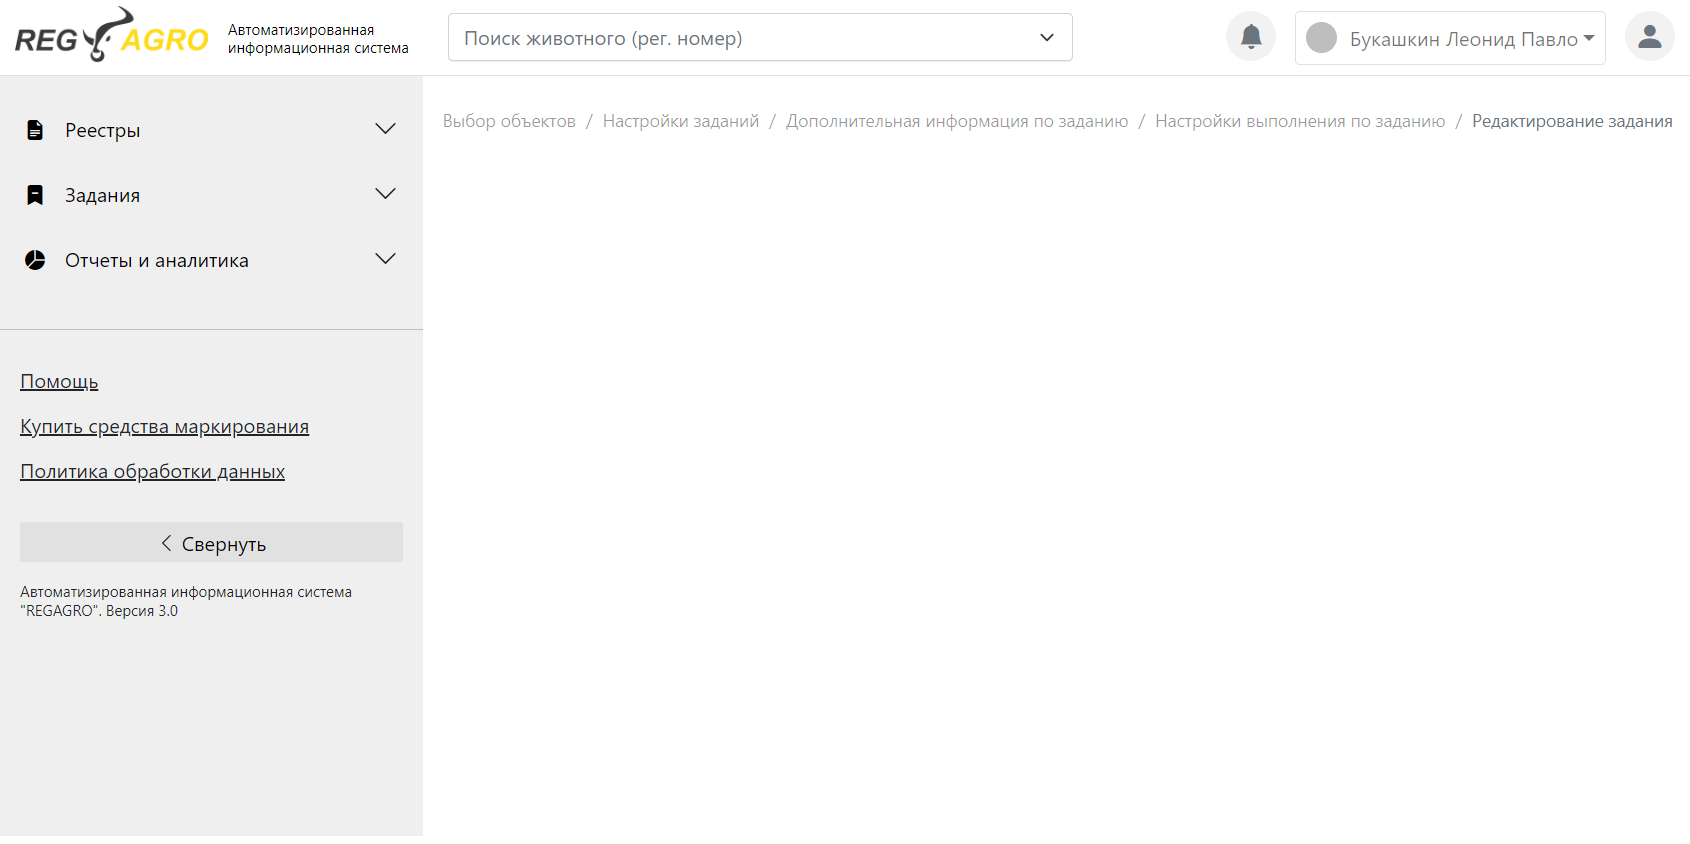 REG AGRO
Автоматизированная
информационная система
Поиск животного (рег. номер)
Букашкин Леонид Павло
Реестры
Задания
Отчеты и аналитика
Помощь
Купить средства маркирования
Политика обработки данных
Свернуть
Автоматизированная информационная система
"REGAGRO". Версия 3.0
Выбор объектов / Настройки заданий / Дополнительная информация по заданию / Настройки выполнения по заданию / Редактирование задания